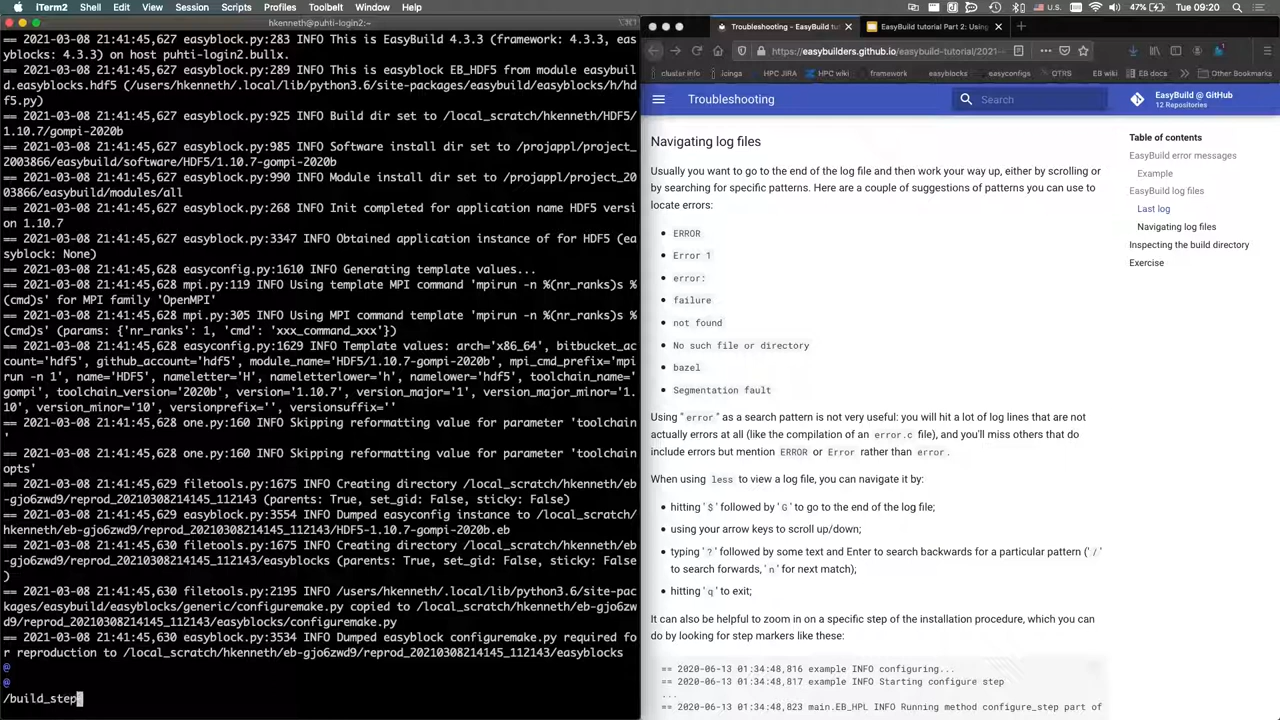 iTerm2 Shell Edit View Session Scripts Profiles Toolbelt Window Help
47% Tue 09:20
hkenneth@puhti-login2:~
== 2021-03-08 21:41:45,627 easyblock.py:283 INFO This is EasyBuild 4.3.3 (framework: 4.3.3, eas
yblocks: 4.3.3) on host puhti-login2.bullx.
== 2021-03-08 21:41:45,627 easyblock.py:289 INFO This is easyblock EB_HDF5 from module easybuil
d.easyblocks.hdf5 (/users/hkenneth/.local/lib/python3.6/site-packages/easybuild/easyblocks/h/hd
f5.py)
== 2021-03-08 21:41:45,627 easyblock.py:925 INFO Build dir set to /local_scratch/hkenneth/HDF5/
1.10.7/gompi-2020b
== 2021-03-08 21:41:45,627 easyblock.py:985 INFO Software install dir set to /projappl/project_
2003866/easybuild/software/HDF5/1.10.7-gompi-2020b
== 2021-03-08 21:41:45,627 easyblock.py:990 INFO Module install dir set to /projappl/project_20
03866/easybuild/modules/all
== 2021-03-08 21:41:45,627 easyblock.py:268 INFO Init completed for application name HDF5 versi
on 1.10.7
== 2021-03-08 21:41:45,627 easyblock.py:3347 INFO Obtained application instance of for HDF5 (ea
syblock: None)
== 2021-03-08 21:41:45,628 easyconfig.py:1610 INFO Generating template values...
== 2021-03-08 21:41:45,628 mpi.py:119 INFO Using template MPI command 'mpirun -n %(nr_ranks)s %
(cmd)s' for MPI family 'OpenMPI'
== 2021-03-08 21:41:45,628 mpi.py:305 INFO Using MPI command template 'mpirun -n %(nr_ranks)s %
(cmd)s' (params: {'nr_ranks': 1, 'cmd': 'xxx_command_xxx'})
== 2021-03-08 21:41:45,628 easyconfig.py:1629 INFO Template values: arch='x86_64', bitbucket_ac
count='hdf5', github_account='hdf5', module_name='HDF5/1.10.7-gompi-2020b', mpi_cmd_prefix='mpi
run -n 1', name='HDF5', nameletter='H', nameletterlower='h', namelower='hdf5', toolchain_name='
gompi', toolchain_version='2020b', version='1.10.7', version_major='1', version_major_minor='1.
10', version_minor='10', versionprefix='', versionsuffix=''
== 2021-03-08 21:41:45,628 one.py:160 INFO Skipping reformatting value for parameter 'toolchain
'
== 2021-03-08 21:41:45,628 one.py:160 INFO Skipping reformatting value for parameter 'toolchain
opts'
== 2021-03-08 21:41:45,629 filetools.py:1675 INFO Creating directory /local_scratch/hkenneth/eb
-gjo6zwd9/reprod_20210308214145_112143 (parents: True, set_gid: False, sticky: False)
== 2021-03-08 21:41:45,630 easyblock.py:3554 INFO Dumped easyconfig instance to /local_scratch/
hkenneth/eb-gjo6zwd9/reprod_20210308214145_112143/HDF5-1.10.7-gompi-2020b.eb
== 2021-03-08 21:41:45,630 filetools.py:1675 INFO Creating directory /local_scratch/hkenneth/eb
-gjo6zwd9/reprod_20210308214145_112143/easyblocks (parents: True, set_gid: False, sticky: False
)
== 2021-03-08 21:41:45,630 filetools.py:2195 INFO /users/hkenneth/.local/lib/python3.6/site-pac
kages/easybuild/easyblocks/generic/configuremake.py copied to /local_scratch/hkenneth/eb-gjo6zw
d9/reprod_20210308214145_112143/easyblocks/configuremake.py
== 2021-03-08 21:41:45,630 easyblock.py:3534 INFO Dumped easyblock configuremake.py required fo
r reproduction to /local_scratch/hkenneth/eb-gjo6zwd9/reprod_20210308214145_112143/easyblocks
@
@
/build_step
Troubleshooting - EasyBuild tut
EasyBuild tutorial Part 2: Using
https://easybuilders.github.io/easybuild-tutorial/2021-
cluster info icings HPC JIRA HPC wiki framework easyblocks easyconfigs OTRS EB wiki EB docs Other Bookmarks
Troubleshooting
Search
EasyBuild @ GitHub
12 Repositories
Navigating log files
Usually you want to go to the end of the log file and then work your way up, either by scrolling or
by searching for specific patterns. Here are a couple of suggestions of patterns you can use to
locate errors:
ERROR
Error 1
error:
failure
not found
No such file or directory
bazel
Segmentation fault
Using "error" as a search pattern is not very useful: you will hit a lot of log lines that are not
actually errors at all (like the compilation of an error.c file), and you'll miss others that do
include errors but mention ERROR or Error rather than error.
When using less to view a log file, you can navigate it by:
hitting '$' followed by 'G' to go to the end of the log file;
using your arrow keys to scroll up/down;
typing '?' followed by some text and Enter to search backwards for a particular pattern ('/'
to search forwards, 'n' for next match);
hitting 'q' to exit;
It can also be helpful to zoom in on a specific step of the installation procedure, which you can
do by looking for step markers like these:
== 2020-06-13 01:34:48,816 example INFO configuring...
== 2020-06-13 01:34:48,817 example INFO Starting configure step
...
== 2020-06-13 01:34:48,823 main.EB_HPL INFO Running method configure_step part of
Table of contents
EasyBuild error messages
Example
EasyBuild log files
Last log
Navigating log files
Inspecting the build directory
Exercise